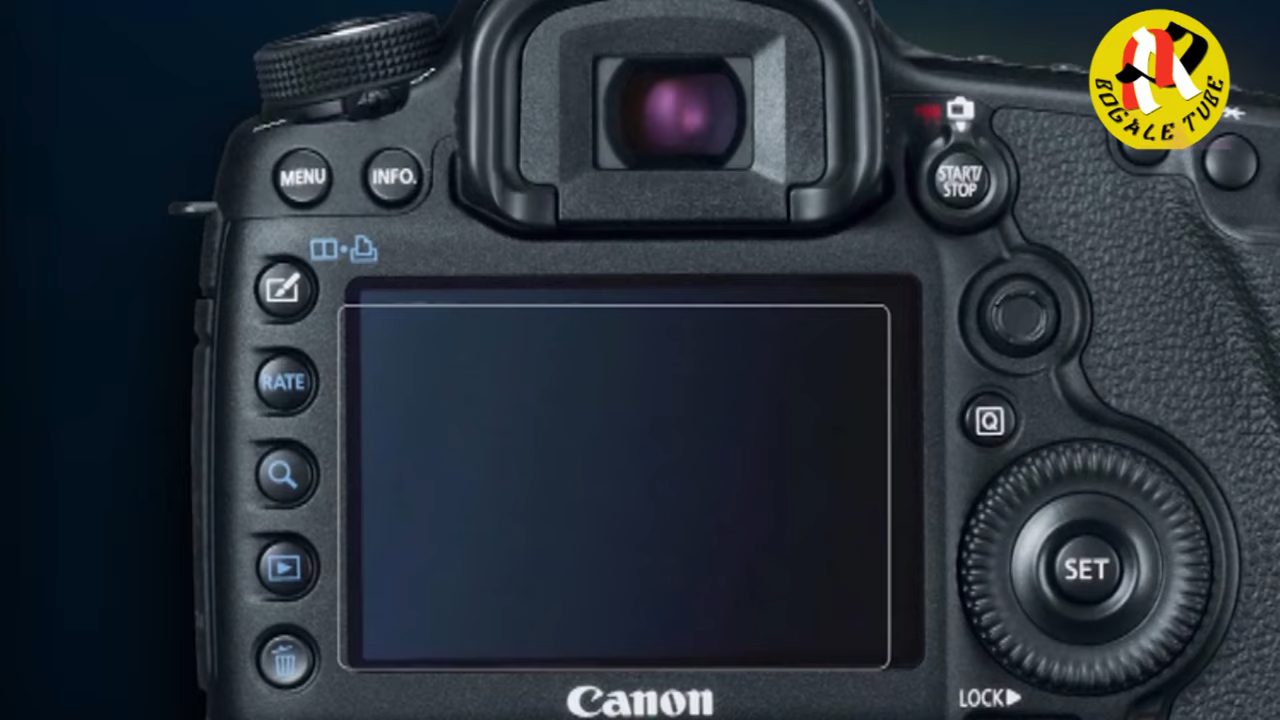 BOGALE TUBE
MENU
INFO.
START/
STOP
RATE
Q
SET
Canon
LOCK